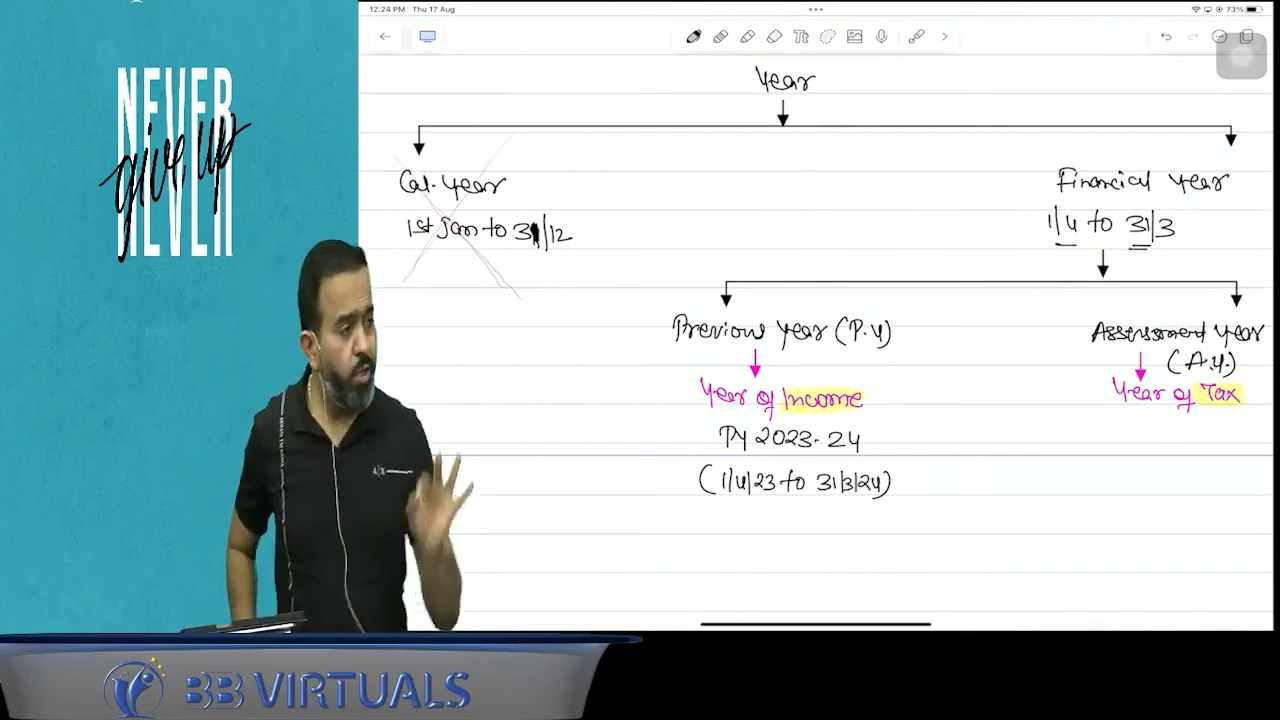 12:24 PM Thu 17 Aug
73%
NEVER
give up
NEVER
Year
Cal. Year
1st Jan to 31/12
Financial Year
1/4 to 31/3
Previous Year (P.Y)
Assessment Year
(A.Y.)
Year of Income
Year of Tax
PY 2023-24
(1/4/23 to 31/3/24)
A|X
BB VIRTUALS